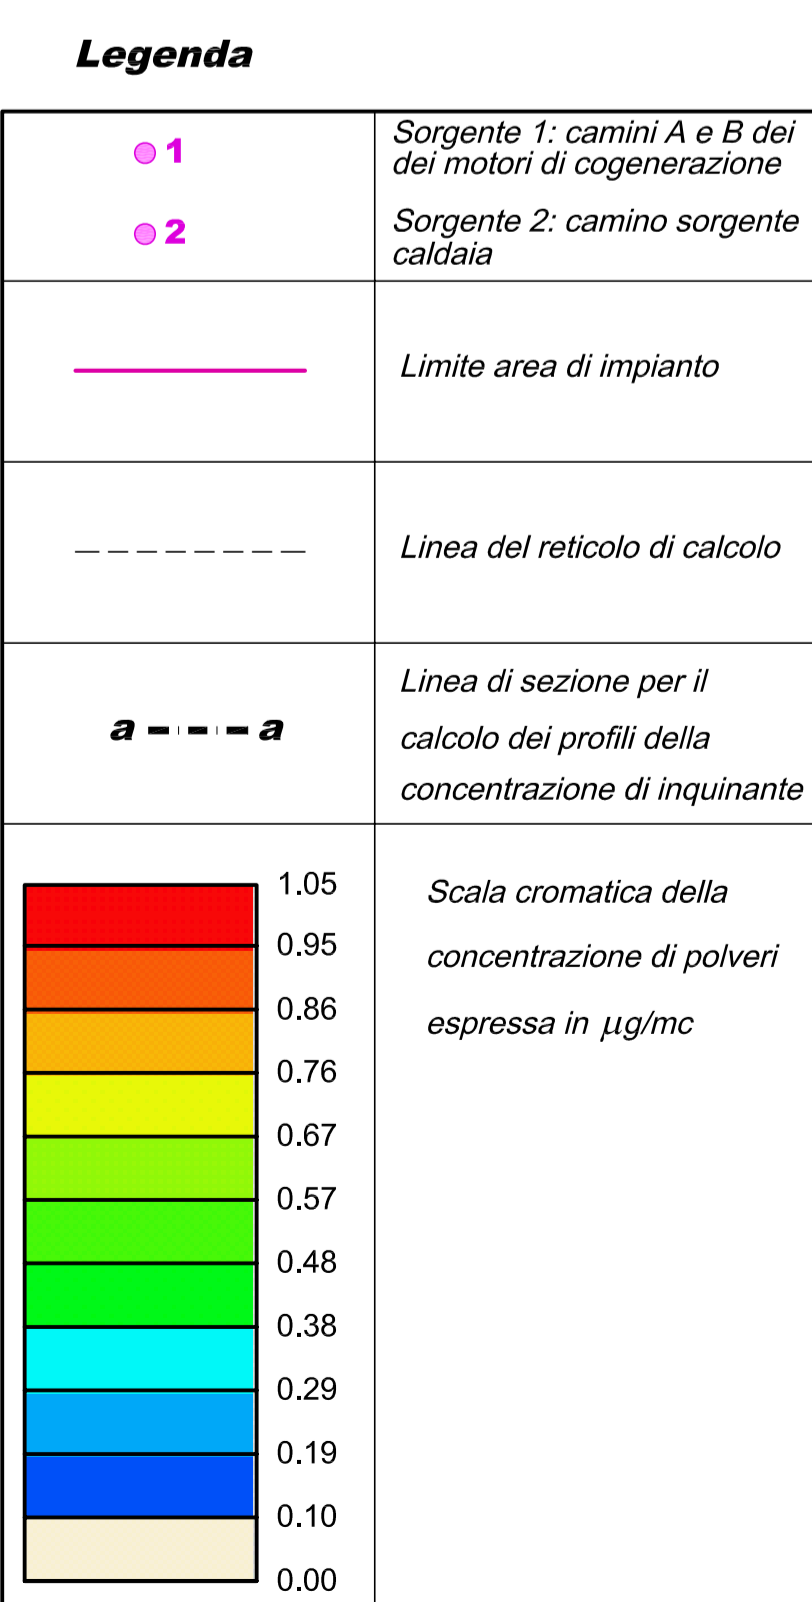 Legenda
1
Sorgente 1: camini A e B dei
dei motori di cogenerazione
2
Sorgente 2: camino sorgente
caldaia
Limite area di impianto
Linea del reticolo di calcolo
a a
Linea di sezione per il
calcolo dei profili della
concentrazione di inquinante
1.05
0.95
0.86
0.76
0.67
0.57
0.48
0.38
0.29
0.19
0.10
0.00
Scala cromatica della
concentrazione di polveri
espressa in μg/mc